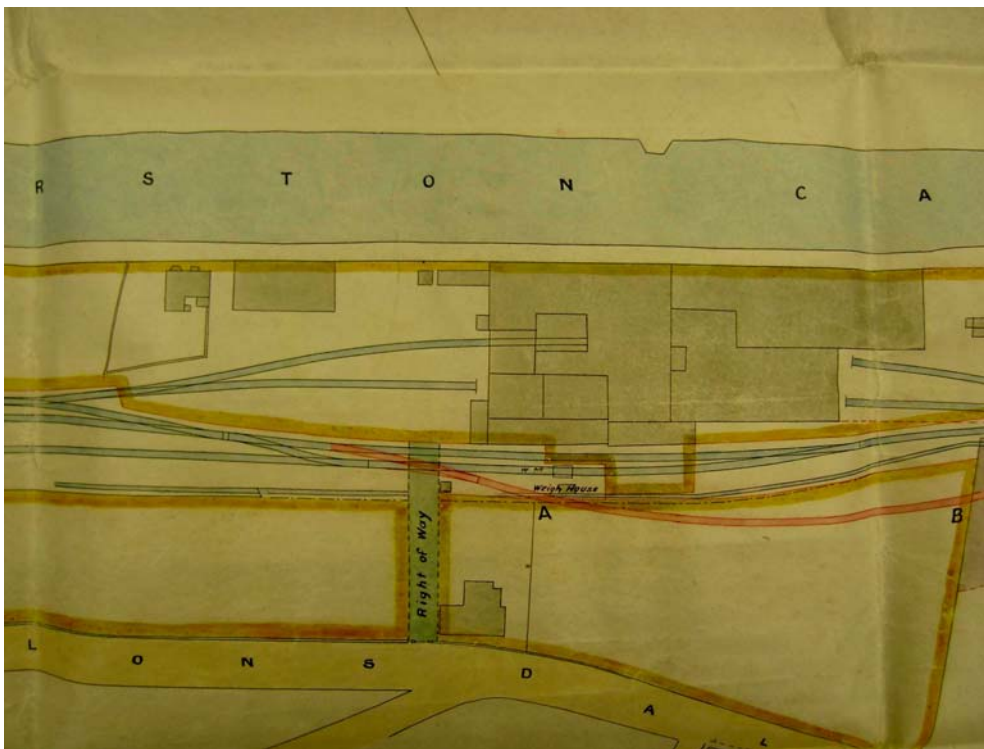 R S T O N C A
W M
Weigh House
A
B
Right of Way
L O N S D A L